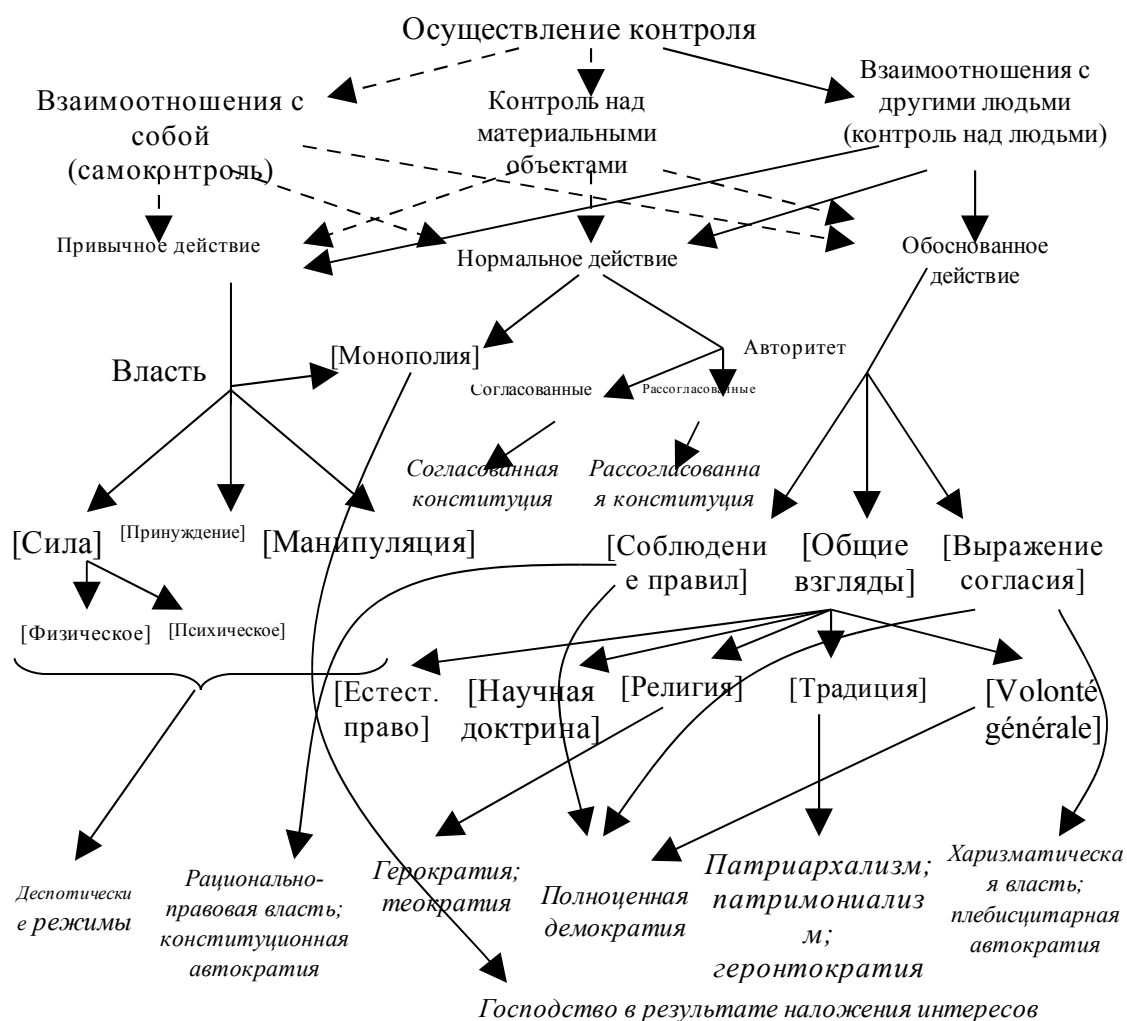 Осуществление контроля
Взаимоотношения с
собой
(самоконтроль)
Контроль над
материальными
объектами
Взаимоотношения с
другими людьми
(контроль над людьми)
Привычное действие
Нормальное действие
Обоснованное
действие
Власть
[Монополия]
Авторитет
Согласованные
Рассогласованные
Согласованная
конституция
Рассогласованна
я конституция
[Сила]
[Принуждение]
[Манипуляция]
[Соблюдени
е правил]
[Общие
взгляды]
[Выражение
согласия]
[Физическое]
[Психическое]
[Естест.
право]
[Научная
доктрина]
[Религия]
[Традиция]
[Volonté
générale]
Деспотически
е режимы
Рационально-
правовая власть;
конституционная
автократия
Герократия;
теократия
Полноценная
демократия
Патриархализм;
патримониализ
м;
геронтократия
Харизматическа
я власть;
плебисцитарная
автократия
Господство в результате наложения интересов